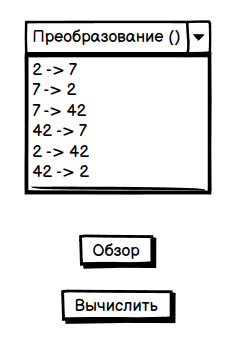 Преобразование ()
2 -> 7
7 -> 2
7 -> 42
42 -> 7
2 -> 42
42 -> 2
Обзор
Вычислить